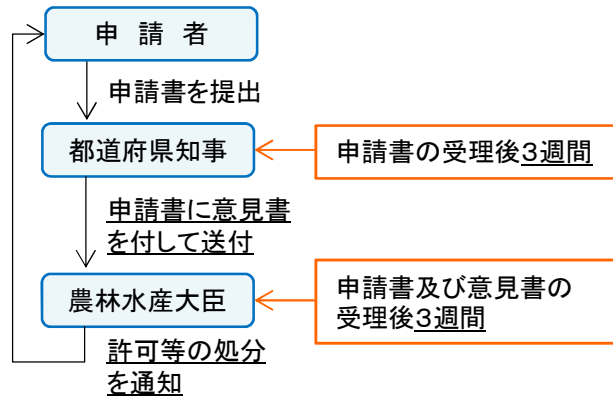 申 請 者
申請書を提出
都道府県知事
申請書の受理後３週間
申請書に意見書
を付して送付
農林水産大臣
申請書及び意見書の
受理後３週間
許可等の処分
を通知